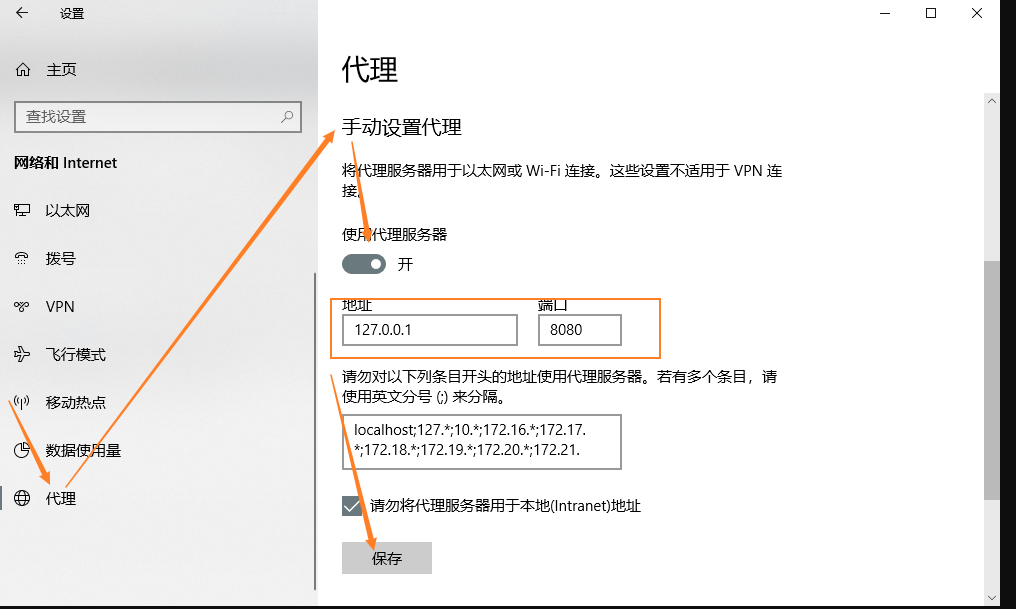 设置
主页
查找设置
网络和 Internet
以太网
拨号
VPN
飞行模式
移动热点
数据使用量
代理
代理
手动设置代理
将代理服务器用于以太网或 Wi-Fi 连接。这些设置不适用于 VPN 连
接。
使用代理服务器
开
地址 端口
127.0.0.1 8080
请勿对以下列条目开头的地址使用代理服务器。若有多个条目，请
使用英文分号 (;) 来分隔。
localhost;127.*;10.*;172.16.*;172.17.
*;172.18.*;172.19.*;172.20.*;172.21.
请勿将代理服务器用于本地(Intranet)地址
保存